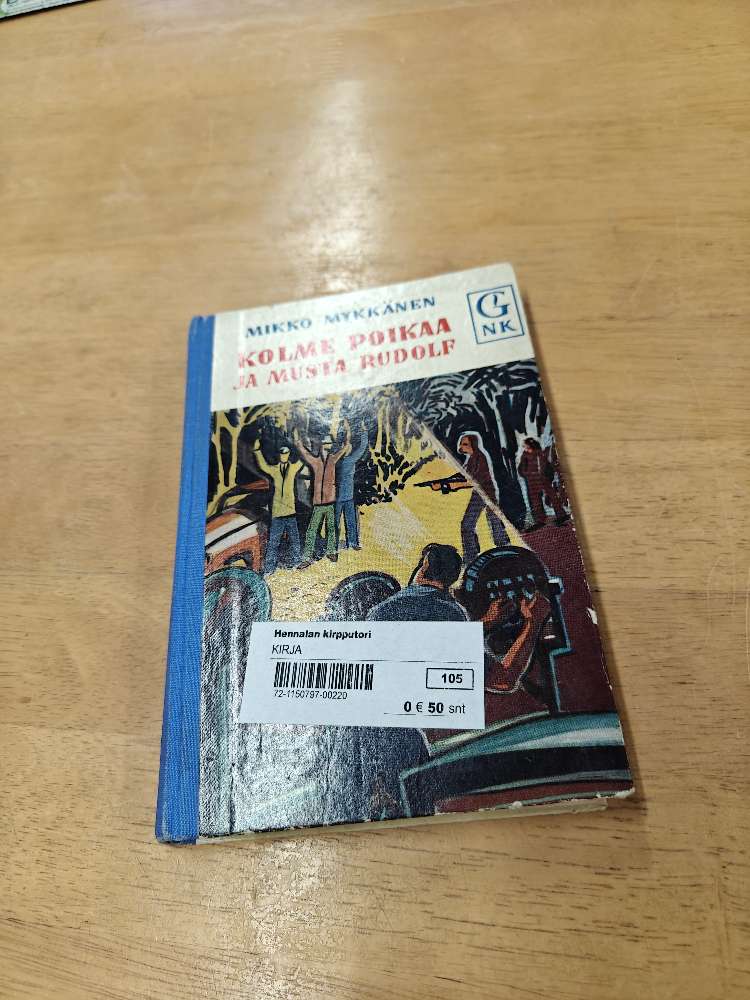 MIKKO MYKKÄNEN
KOLME POIKAA
JA MUSTA RUDOLF
G
NK
Hennalan kirpputori
KIRJA
105
72-1150797-00220
0 € 50 snt